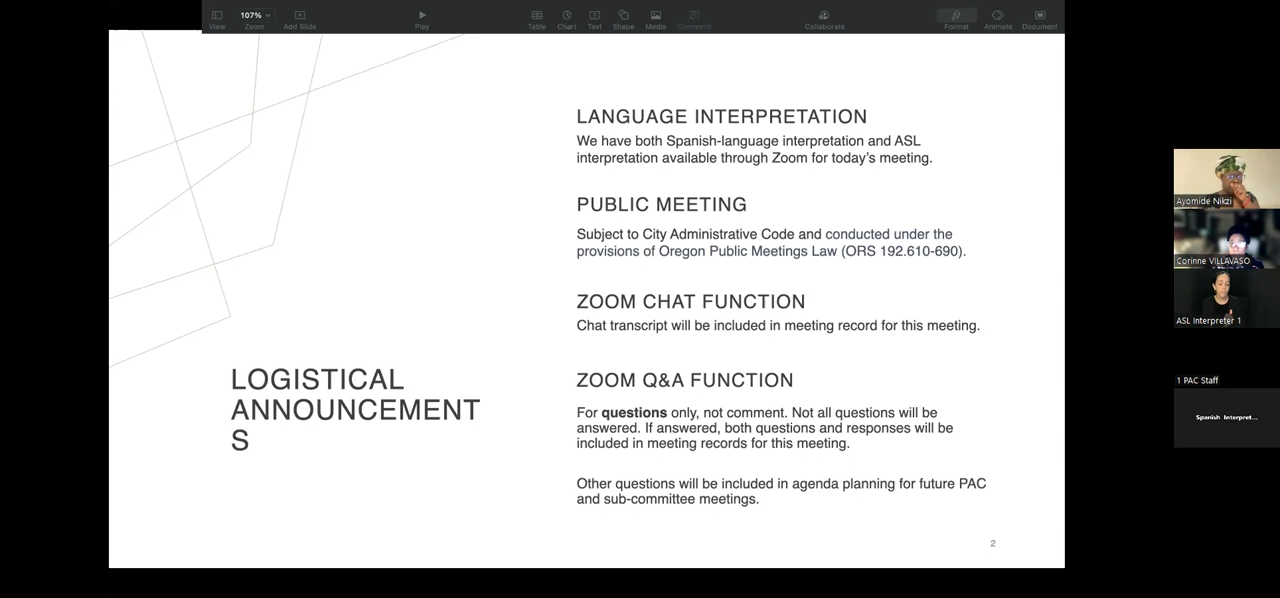 107%
View
Zoom
Add Slide
Play
Table
Chart
Text
Shape
Media
Comment
Collaborate
Format
Animate
Document
LOGISTICAL
ANNOUNCEMENT
S
LANGUAGE INTERPRETATION
We have both Spanish-language interpretation and ASL
interpretation available through Zoom for today’s meeting.
PUBLIC MEETING
Subject to City Administrative Code and conducted under the
provisions of Oregon Public Meetings Law (ORS 192.610-690).
ZOOM CHAT FUNCTION
Chat transcript will be included in meeting record for this meeting.
ZOOM Q&A FUNCTION
For questions only, not comment. Not all questions will be
answered. If answered, both questions and responses will be
included in meeting records for this meeting.
Other questions will be included in agenda planning for future PAC
and sub-committee meetings.
2
Ayomide Nikzi
Corinne VILLAVASO
ASL Interpreter 1
1 PAC Staff
Spanish Interpret...